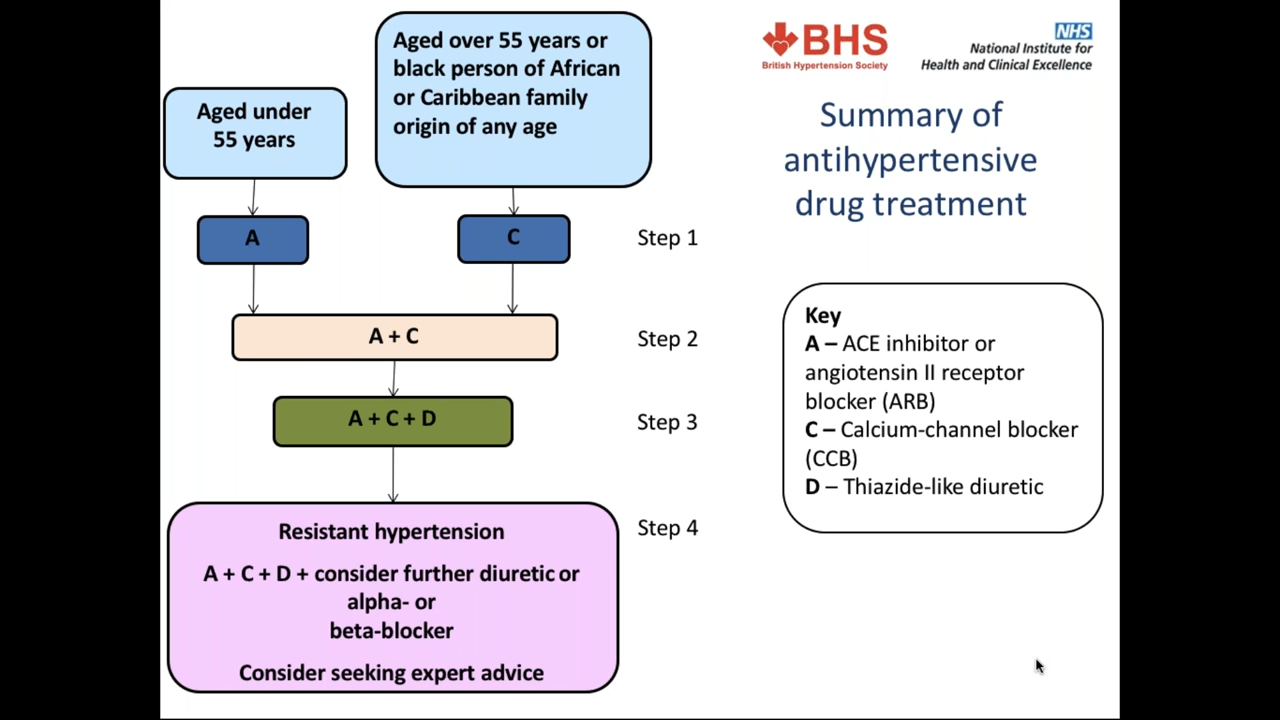 Aged under
55 years
Aged over 55 years or
black person of African
or Caribbean family
origin of any age
BHS
British Hypertension Society
NHS
National Institute for
Health and Clinical Excellence
Summary of
antihypertensive
drug treatment
A
C
Step 1
A + C
Step 2
A + C + D
Step 3
Resistant hypertension
A + C + D + consider further diuretic or
alpha- or
beta-blocker
Consider seeking expert advice
Step 4
Key
A – ACE inhibitor or
angiotensin II receptor
blocker (ARB)
C – Calcium-channel blocker
(CCB)
D – Thiazide-like diuretic